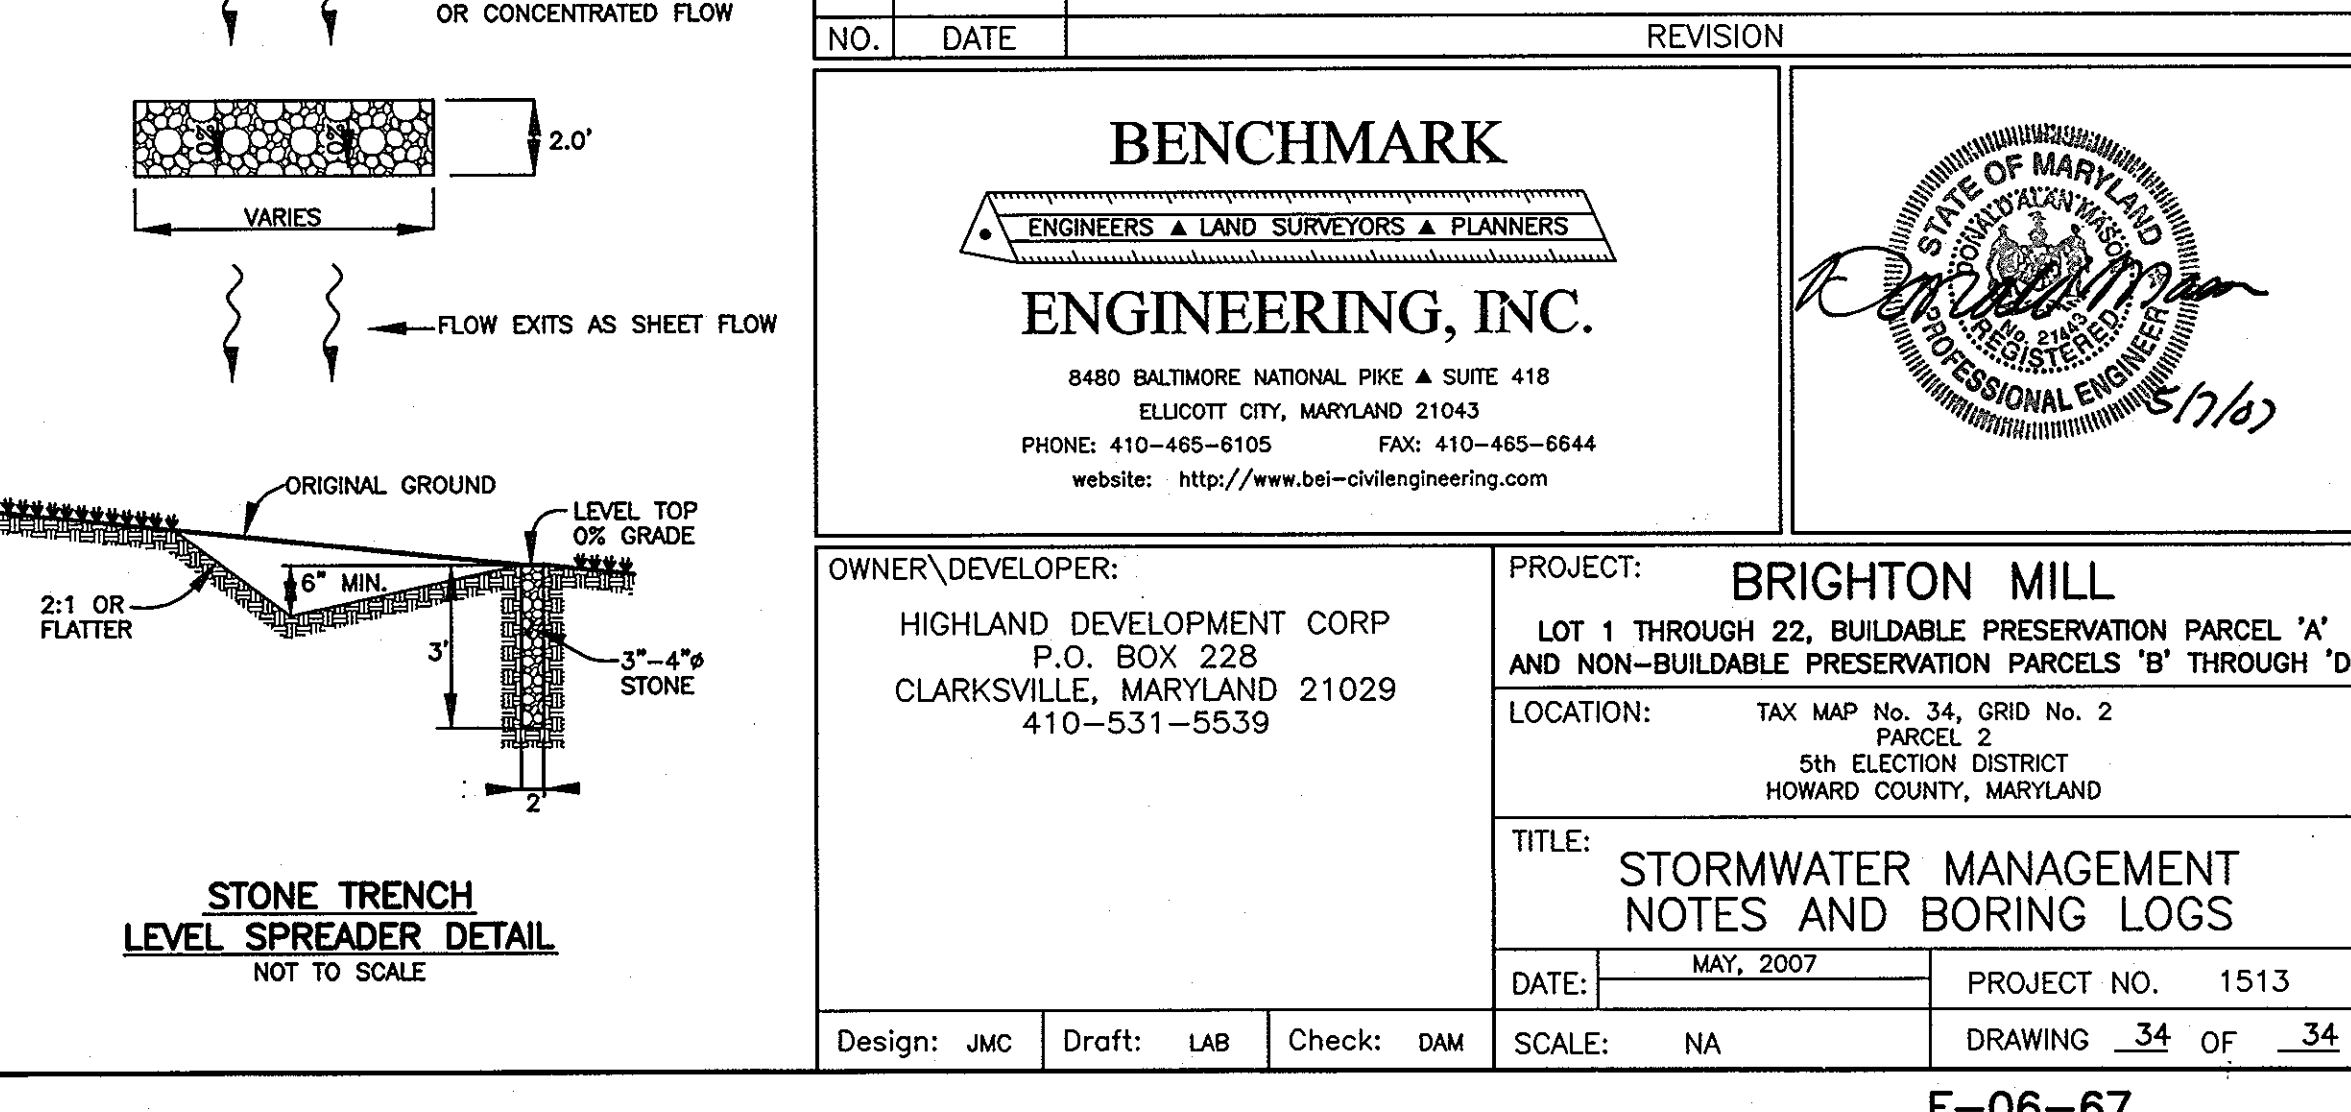 OR CONCENTRATED FLOW
0%
0%
2.0'
VARIES
FLOW EXITS AS SHEET FLOW
ORIGINAL GROUND
LEVEL TOP
0% GRADE
6" MIN.
2:1 OR
FLATTER
3'
3"-4"ø
STONE
2'
STONE TRENCH
LEVEL SPREADER DETAIL
NOT TO SCALE
NO. DATE REVISION
BENCHMARK
ENGINEERS ▲ LAND SURVEYORS ▲ PLANNERS
ENGINEERING, INC.
8480 BALTIMORE NATIONAL PIKE ▲ SUITE 418
ELLICOTT CITY, MARYLAND 21043
PHONE: 410-465-6105 FAX: 410-465-6644
website: http://www.bei-civilengineering.com
STATE OF MARYLAND
DONALD ALAN MASON
No. 21443
REGISTERED
PROFESSIONAL ENGINEER
Donald Mason
5/7/07
OWNER\DEVELOPER:
HIGHLAND DEVELOPMENT CORP
P.O. BOX 228
CLARKSVILLE, MARYLAND 21029
410-531-5539
PROJECT: BRIGHTON MILL
LOT 1 THROUGH 22, BUILDABLE PRESERVATION PARCEL 'A'
AND NON-BUILDABLE PRESERVATION PARCELS 'B' THROUGH 'D
LOCATION: TAX MAP No. 34, GRID No. 2
PARCEL 2
5th ELECTION DISTRICT
HOWARD COUNTY, MARYLAND
TITLE:
STORMWATER MANAGEMENT
NOTES AND BORING LOGS
DATE: MAY, 2007
PROJECT NO. 1513
Design: JMC Draft: LAB Check: DAM
SCALE: NA
DRAWING 34 OF 34
F-06-67